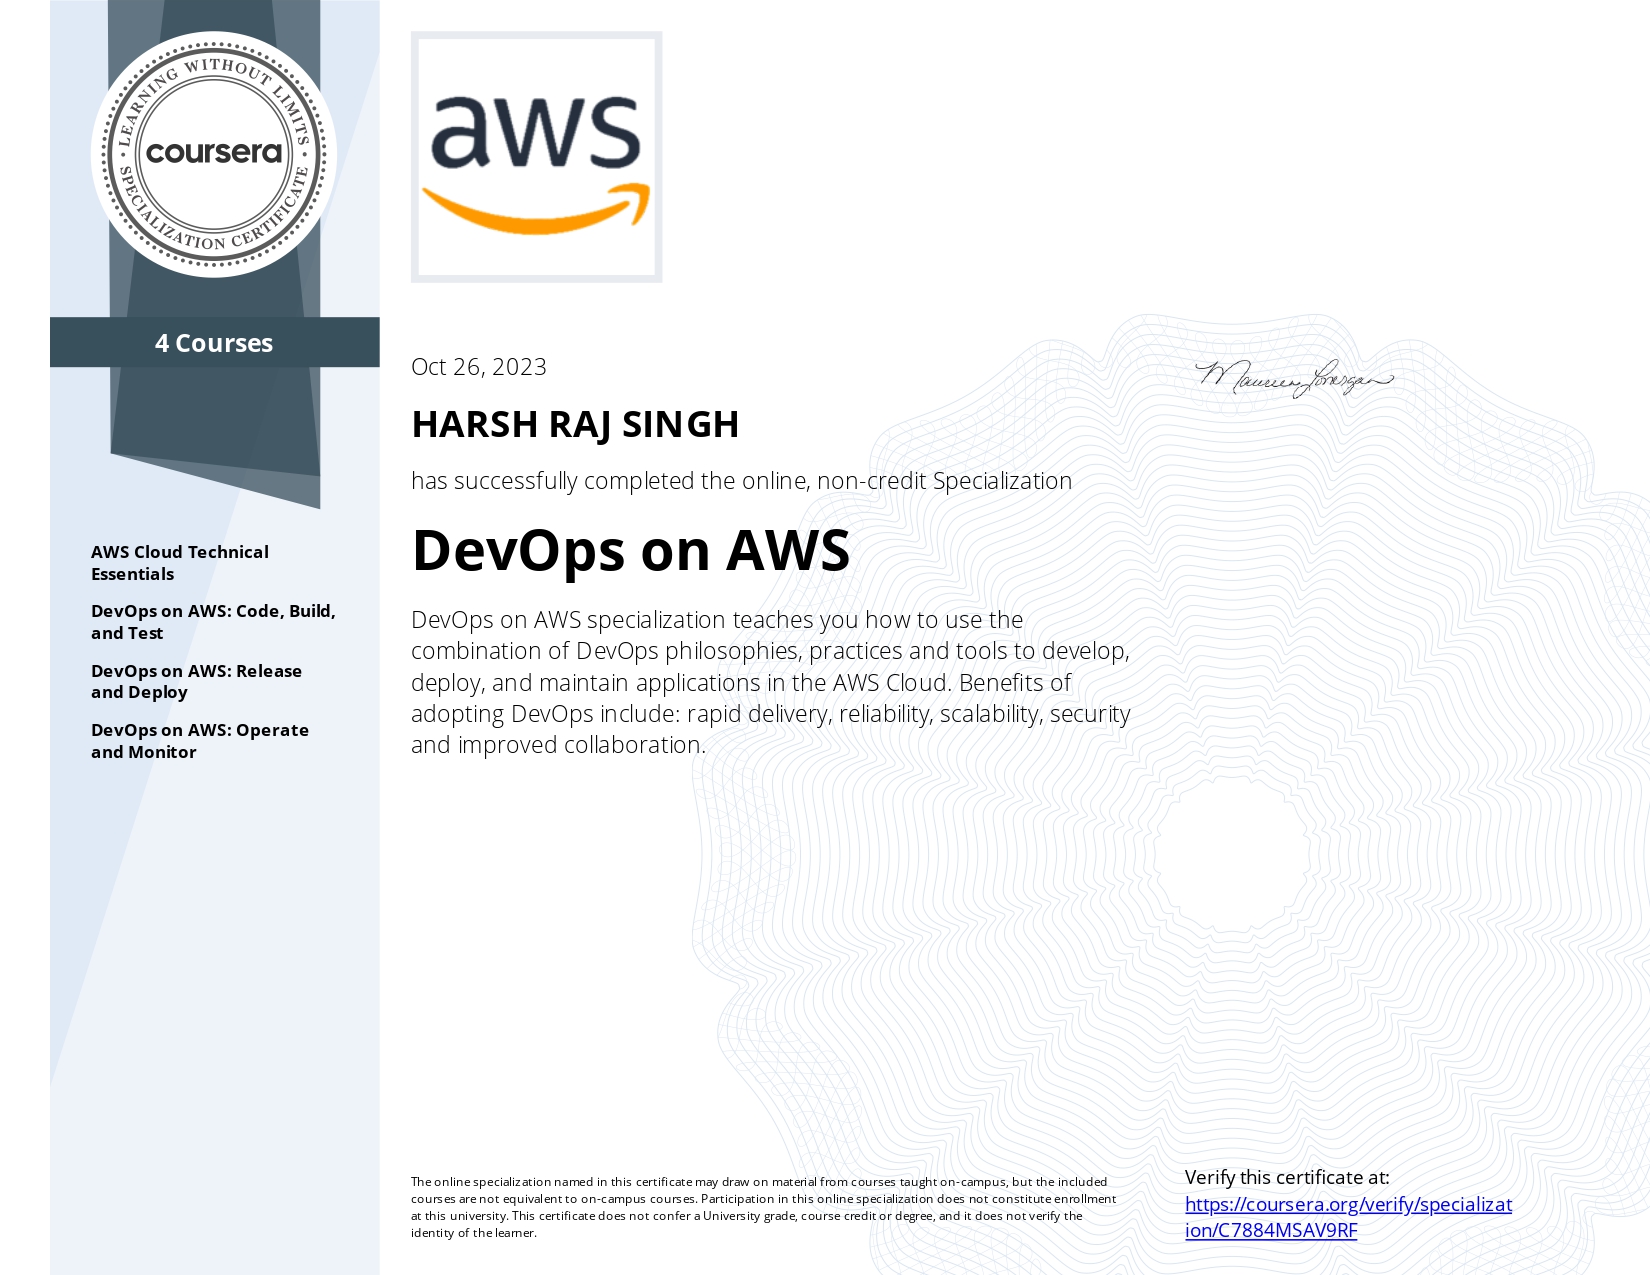 LEARNING WITHOUT LIMITS
coursera
SPECIALIZATION CERTIFICATE
4 Courses
AWS Cloud Technical
Essentials
DevOps on AWS: Code, Build,
and Test
DevOps on AWS: Release
and Deploy
DevOps on AWS: Operate
and Monitor
aws
Oct 26, 2023
Maureen Lonergan
HARSH RAJ SINGH
has successfully completed the online, non-credit Specialization
DevOps on AWS
DevOps on AWS specialization teaches you how to use the
combination of DevOps philosophies, practices and tools to develop,
deploy, and maintain applications in the AWS Cloud. Benefits of
adopting DevOps include: rapid delivery, reliability, scalability, security
and improved collaboration.
The online specialization named in this certificate may draw on material from courses taught on-campus, but the included
courses are not equivalent to on-campus courses. Participation in this online specialization does not constitute enrollment
at this university. This certificate does not confer a University grade, course credit or degree, and it does not verify the
identity of the learner.
Verify this certificate at:
https://coursera.org/verify/specializat
ion/C7884MSAV9RF